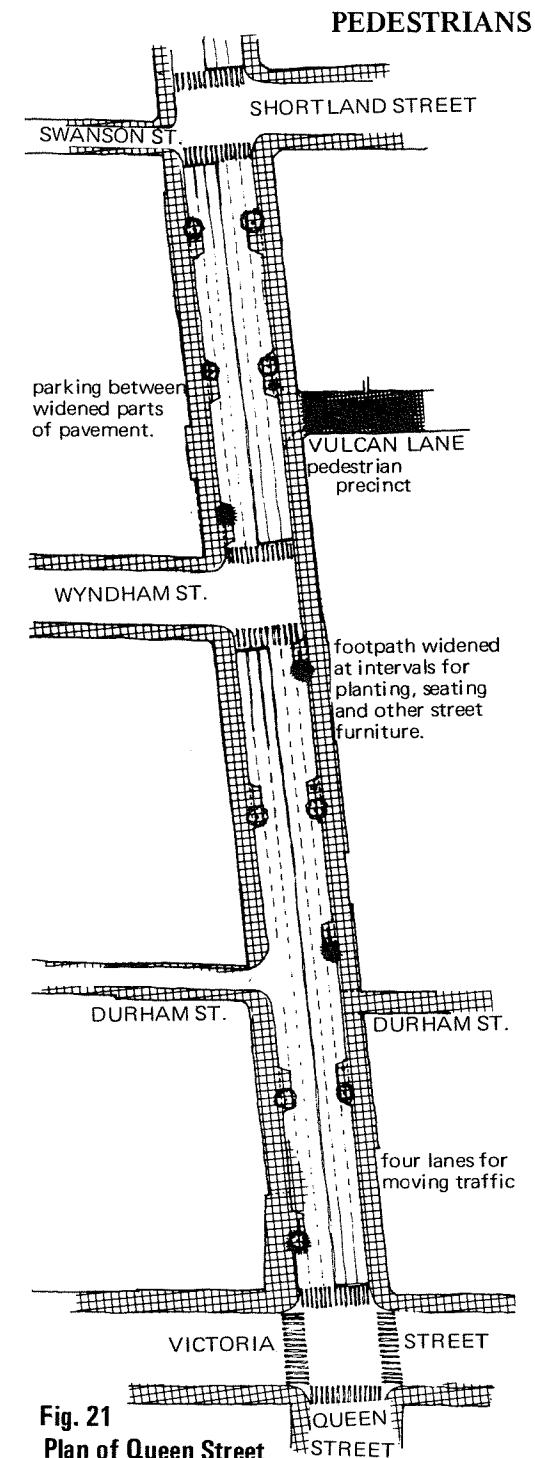 PEDESTRIANS
SHORTLAND STREET
SWANSON ST.
parking between
widened parts
of pavement.
VULCAN LANE
pedestrian
precinct
WYNDHAM ST.
footpath widened
at intervals for
planting, seating
and other street
furniture.
DURHAM ST.
DURHAM ST.
four lanes for
moving traffic
VICTORIA STREET
QUEEN
STREET
Fig. 21
Plan of Queen Street